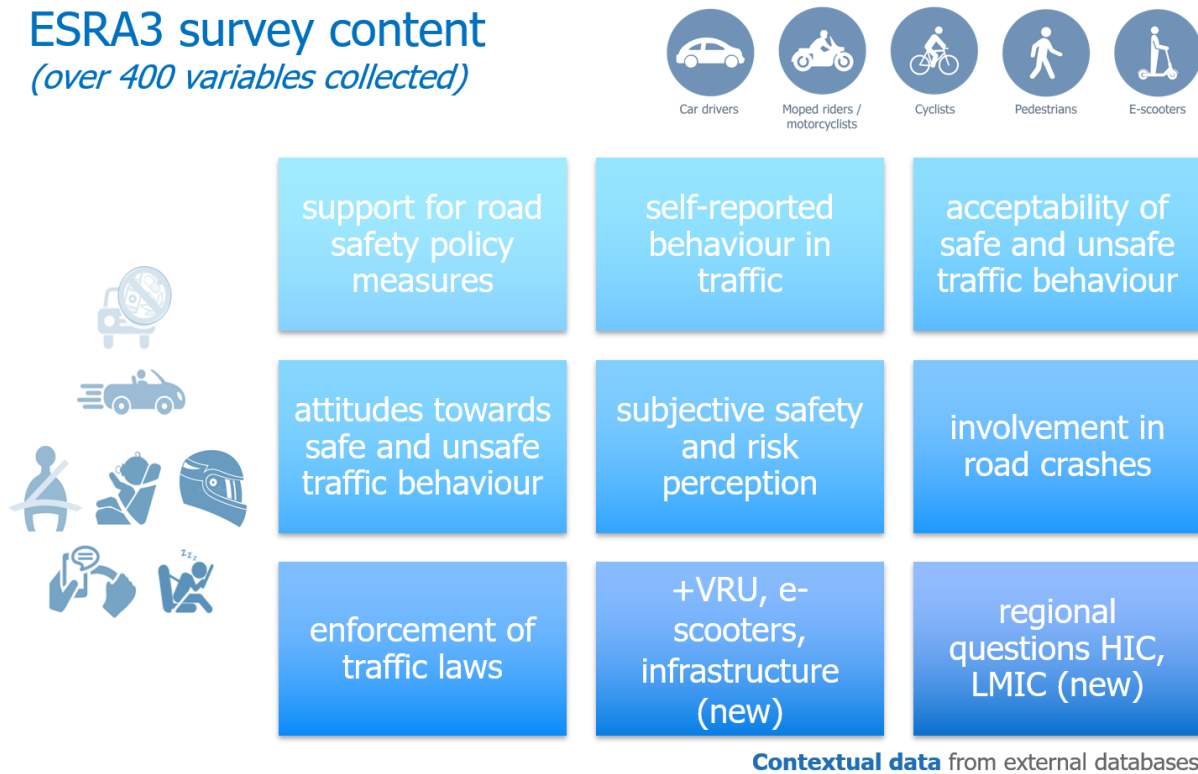 ESRA3 survey content
(over 400 variables collected)
Car drivers
Moped riders /
motorcyclists
Cyclists
Pedestrians
E-scooters
support for road
safety policy
measures
self-reported
behaviour in
traffic
acceptability of
safe and unsafe
traffic behaviour
attitudes towards
safe and unsafe
traffic behaviour
subjective safety
and risk
perception
involvement in
road crashes
zzz
enforcement of
traffic laws
+VRU, e-
scooters,
infrastructure
(new)
regional
questions HIC,
LMIC (new)
Contextual data from external databases